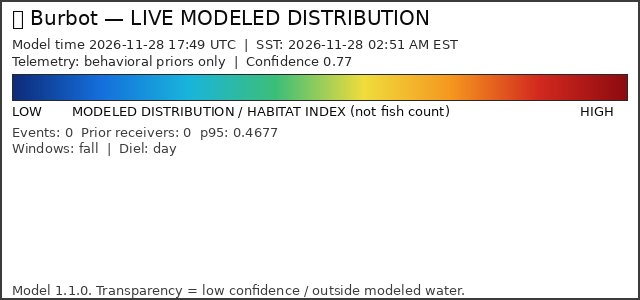 Burbot — LIVE MODELED DISTRIBUTION
Model time 2026-11-28 17:49 UTC | SST: 2026-11-28 02:51 AM EST
Telemetry: behavioral priors only | Confidence 0.77
LOW MODELED DISTRIBUTION / HABITAT INDEX (not fish count) HIGH
Events: 0 Prior receivers: 0 p95: 0.4677
Windows: fall | Diel: day
Model 1.1.0. Transparency = low confidence / outside modeled water.